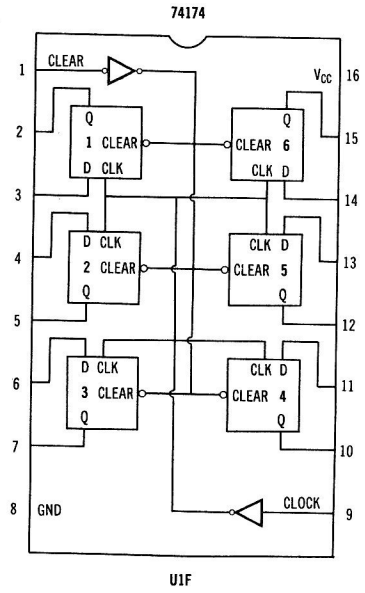 74174
1 CLEAR VCC 16
2 Q Q 15
1 CLEAR CLEAR 6
D CLK CLK D
3 14
4 D CLK CLK D 13
2 CLEAR CLEAR 5
Q Q
5 12
6 D CLK CLK D 11
3 CLEAR CLEAR 4
Q Q
7 10
8 GND CLOCK 9
U1F